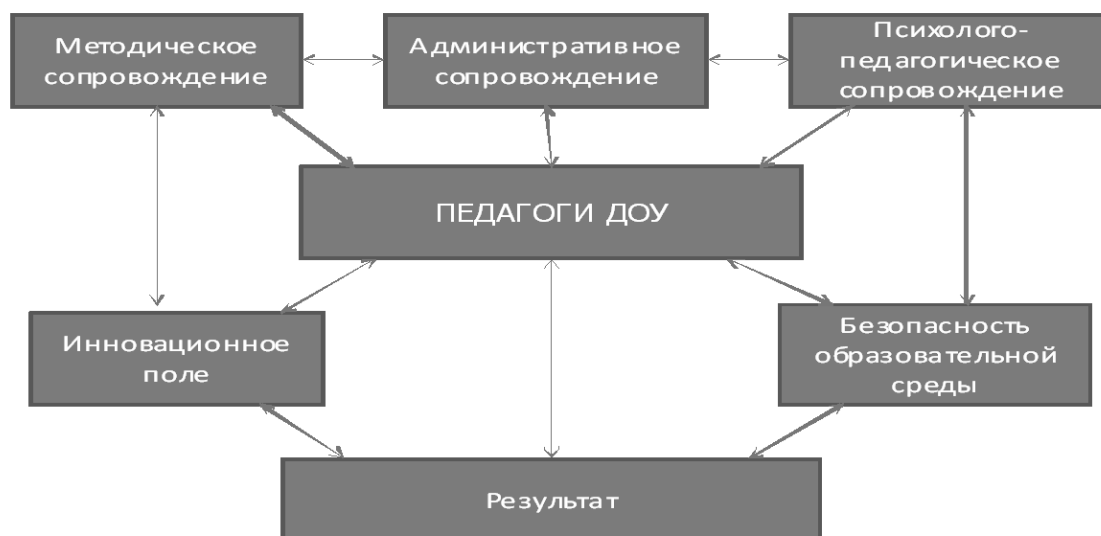 Методическое
сопровождение
Административное
сопровождение
Психолого-
педагогическое
сопровождение
ПЕДАГОГИ ДОУ
Инновационное
поле
Безопасность
образовательной
среды
Результат